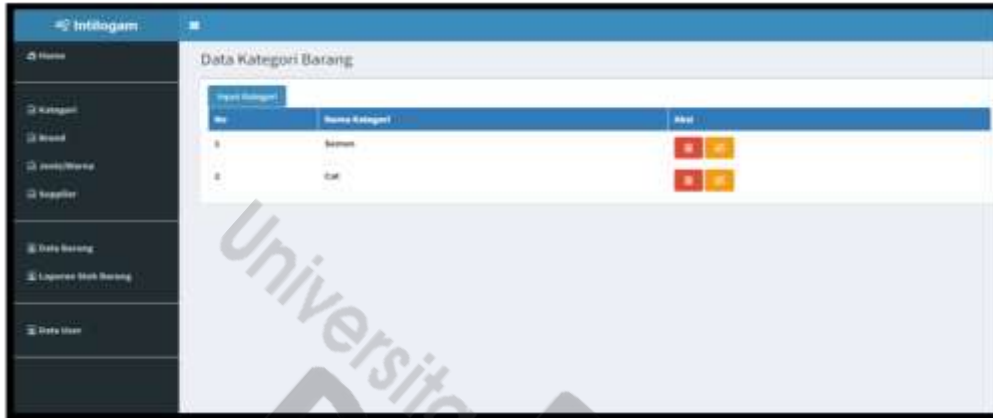 Intilogam
Home
Data Kategori Barang
Kategori
Brand
Jenis/Warna
Supplier
Data Barang
Laporan Stok Barang
Data User
Input Kategori
No Nama Kategori Aksi
1 Semen
2 Cat
Universita